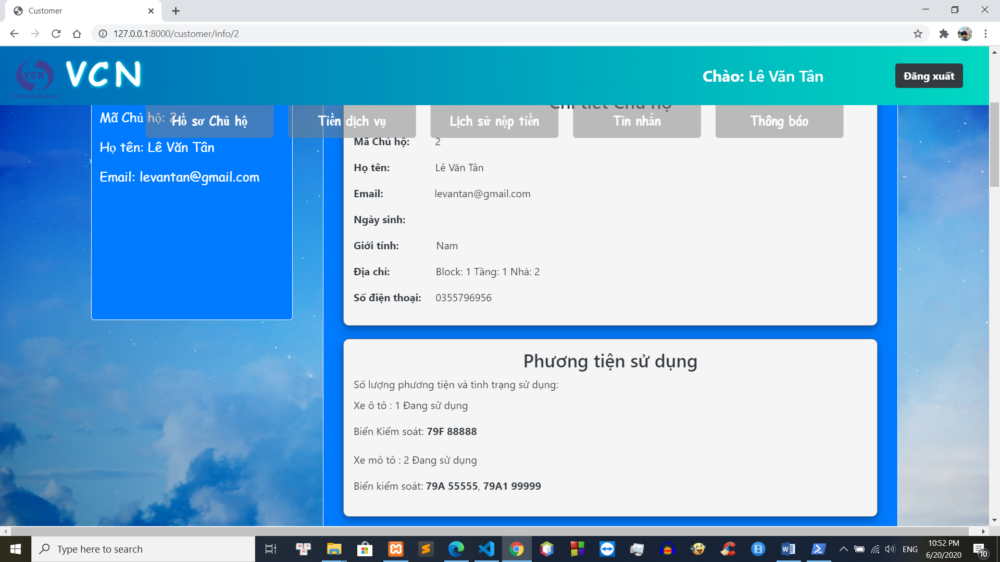 Customer
127.0.0.1:8000/customer/info/2
VCN
VCN
Chào: Lê Văn Tân
Đăng xuất
Hồ sơ Chủ hộ
Tiền dịch vụ
Lịch sử nộp tiền
Tin nhắn
Thông báo
Mã Chủ hộ: 2
Họ tên: Lê Văn Tân
Email: levantan@gmail.com
Chi tiết Chủ hộ
Mã Chủ hộ: 2
Họ tên: Lê Văn Tân
Email: levantan@gmail.com
Ngày sinh:
Giới tính: Nam
Địa chỉ: Block: 1 Tầng: 1 Nhà: 2
Số điện thoại: 0355796956
Phương tiện sử dụng
Số lượng phương tiện và tình trạng sử dụng:
Xe ô tô : 1 Đang sử dụng
Biển Kiểm soát: 79F 88888
Xe mô tô : 2 Đang sử dụng
Biển kiểm soát: 79A 55555, 79A1 99999
Type here to search
ENG
10:52 PM
6/20/2020
10